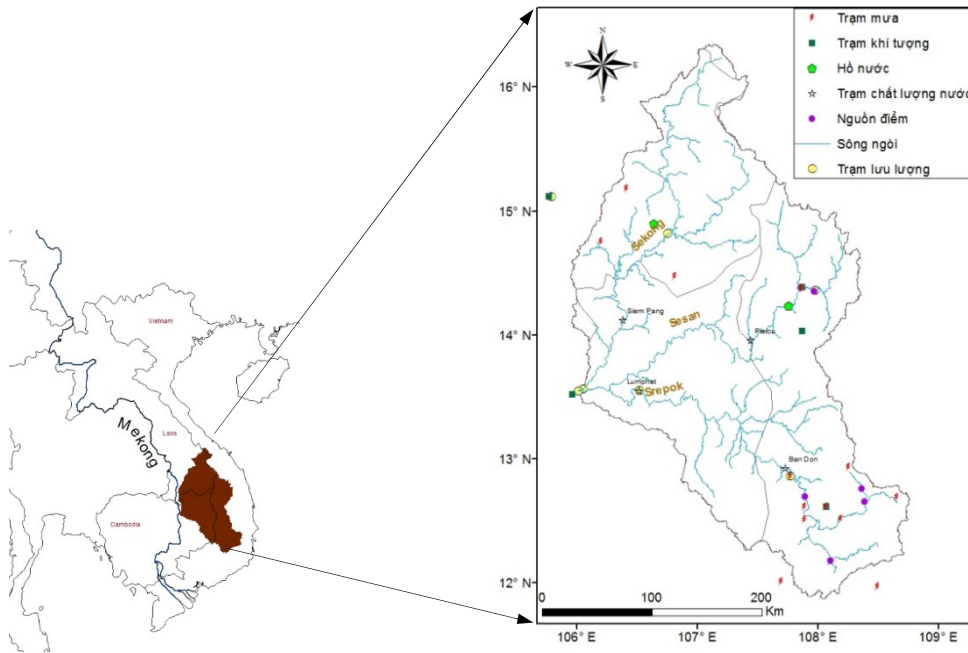 Vietnam
Laos
Mekong
Cambodia
N
W
E
S
Trạm mưa
Trạm khí tượng
Hồ nước
Trạm chất lượng nước
Nguồn điểm
Sông ngòi
Trạm lưu lượng
16° N
15° N
14° N
13° N
12° N
Sekong
Siem Pang
Sesan
Pleicu
Lumphat
Srepok
Ban Don
0 100 200
Km
106° E 107° E 108° E 109° E